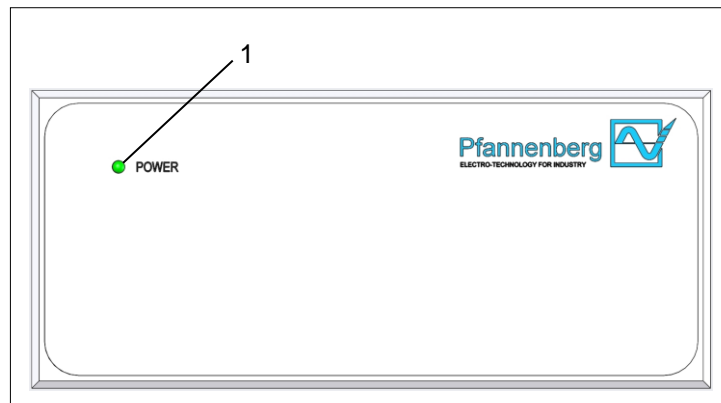 1
POWER
Pfannenberg
ELECTRO-TECHNOLOGY FOR INDUSTRY